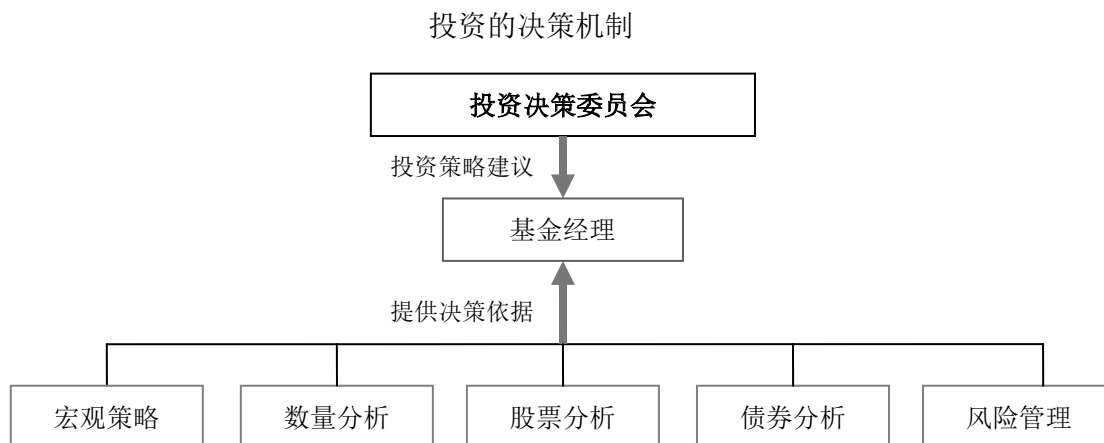 投资的决策机制
投资决策委员会
投资策略建议
基金经理
提供决策依据
宏观策略
数量分析
股票分析
债券分析
风险管理